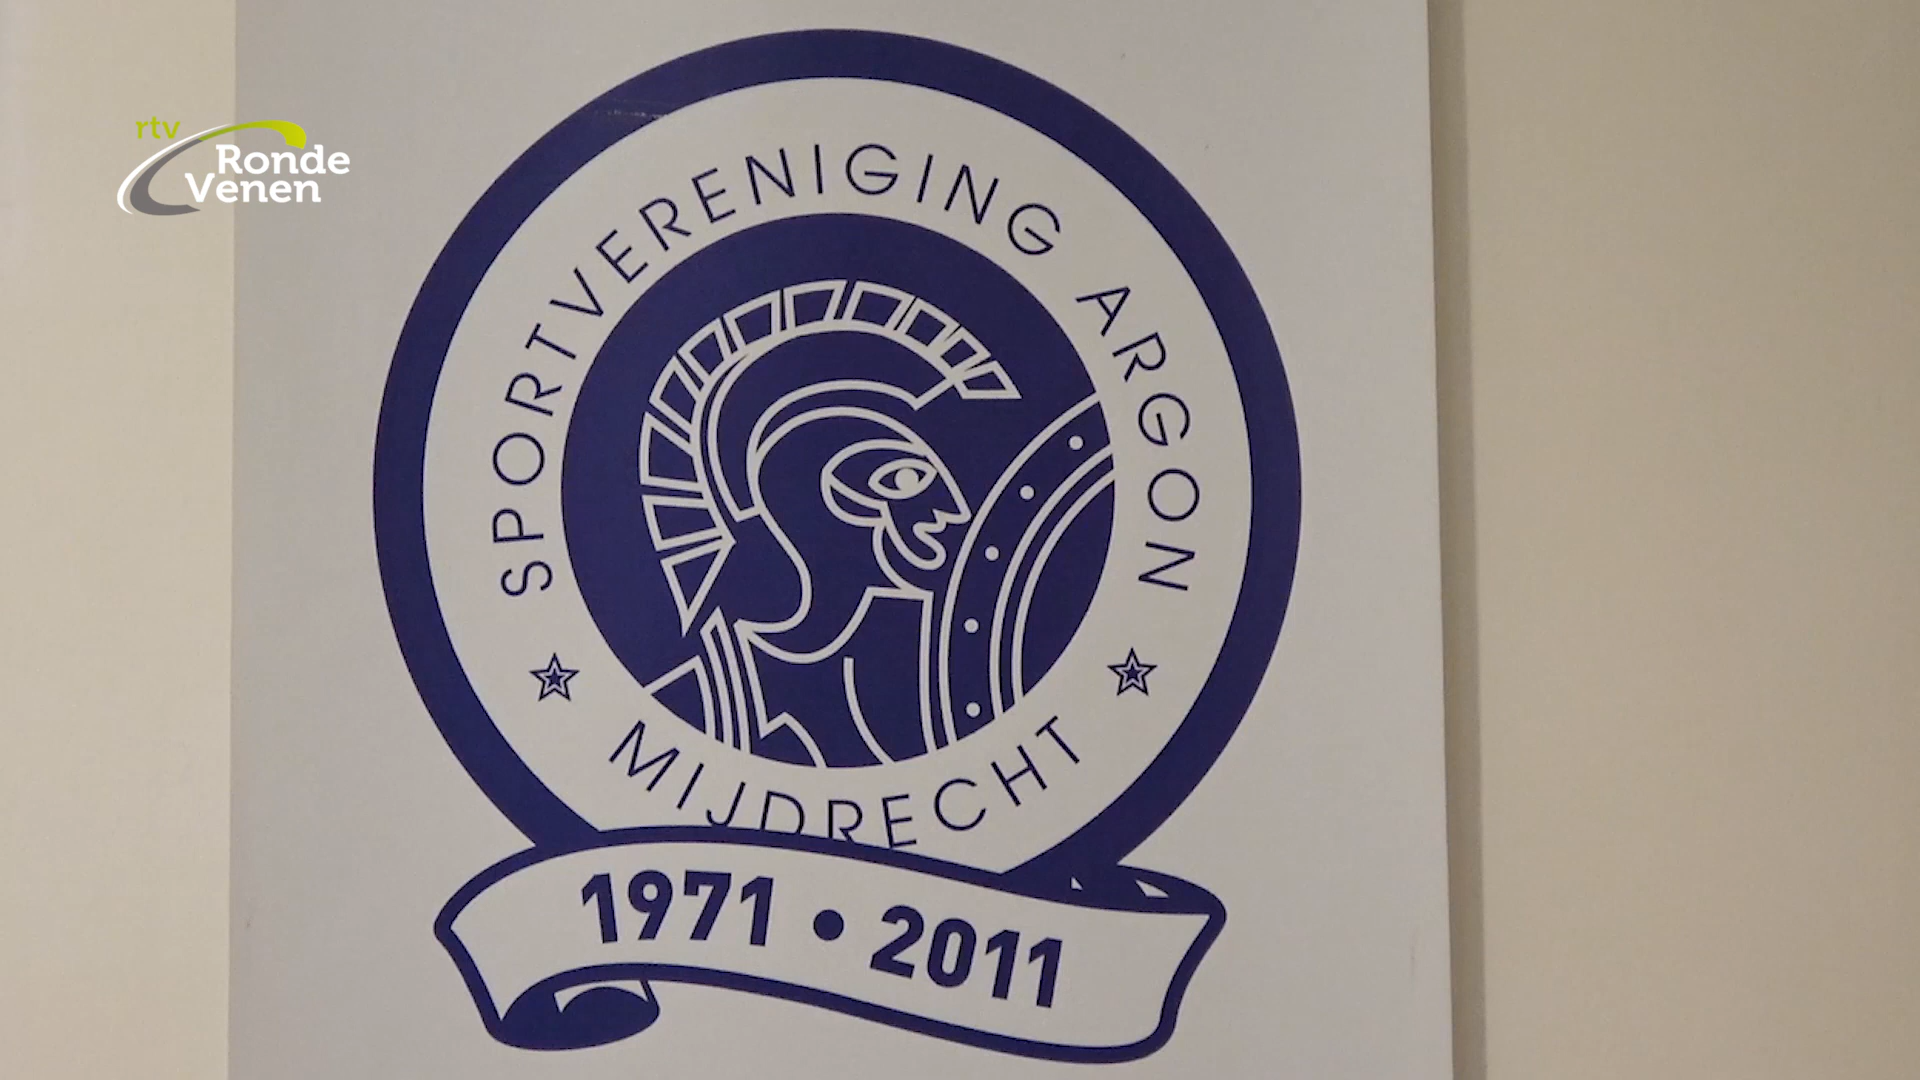 rtv
Ronde
Venen
SPORTVERENIGING ARGON
MIJDRECHT
1971 • 2011